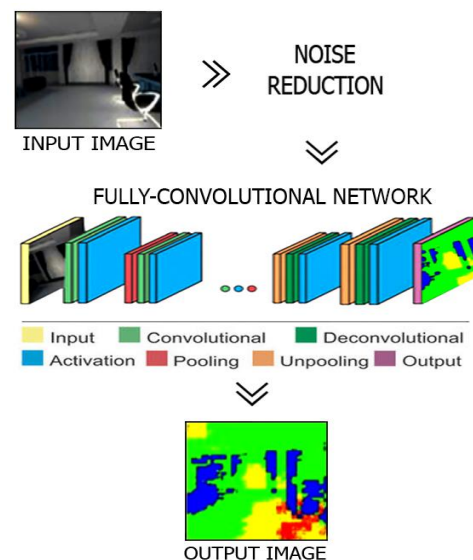 NOISE
REDUCTION
INPUT IMAGE
FULLY-CONVOLUTIONAL NETWORK
Input Convolutional Deconvolutional
Activation Pooling Unpooling Output
OUTPUT IMAGE